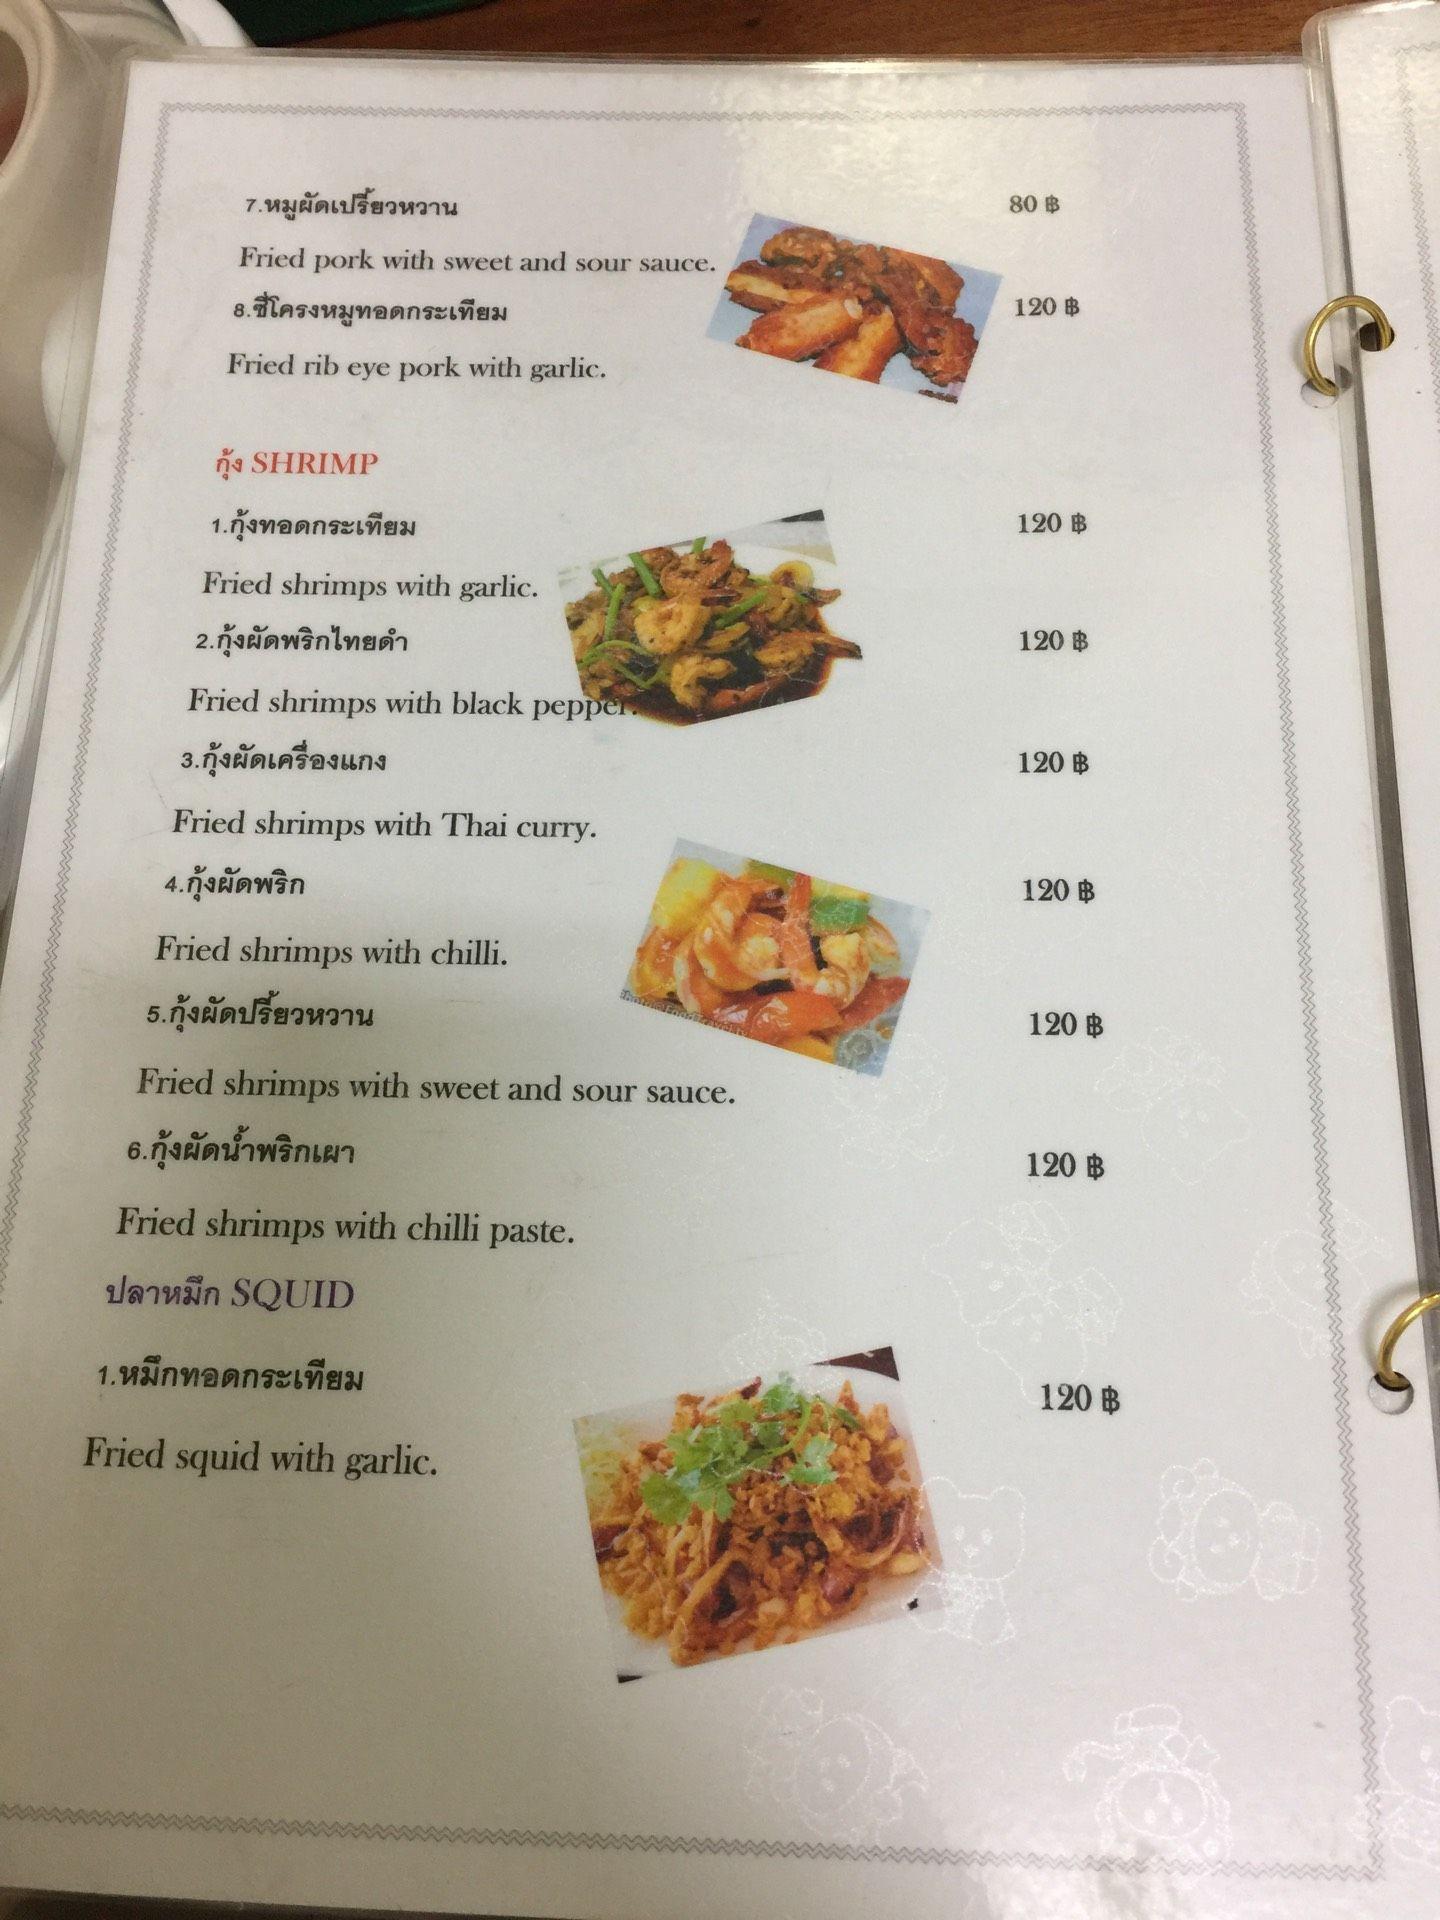 7.หมูผัดเปรี้ยวหวาน 80 ฿
Fried pork with sweet and sour sauce.
8.ซี่โครงหมูทอดกระเทียม 120 ฿
Fried rib eye pork with garlic.
กุ้ง SHRIMP
1.กุ้งทอดกระเทียม 120 ฿
Fried shrimps with garlic.
2.กุ้งผัดพริกไทยดำ 120 ฿
Fried shrimps with black pepper.
3.กุ้งผัดเครื่องแกง 120 ฿
Fried shrimps with Thai curry.
4.กุ้งผัดพริก 120 ฿
Fried shrimps with chilli.
5.กุ้งผัดปรี้ยวหวาน 120 ฿
Fried shrimps with sweet and sour sauce.
6.กุ้งผัดน้ำพริกเผา 120 ฿
Fried shrimps with chilli paste.
ปลาหมึก SQUID
1.หมึกทอดกระเทียม 120 ฿
Fried squid with garlic.